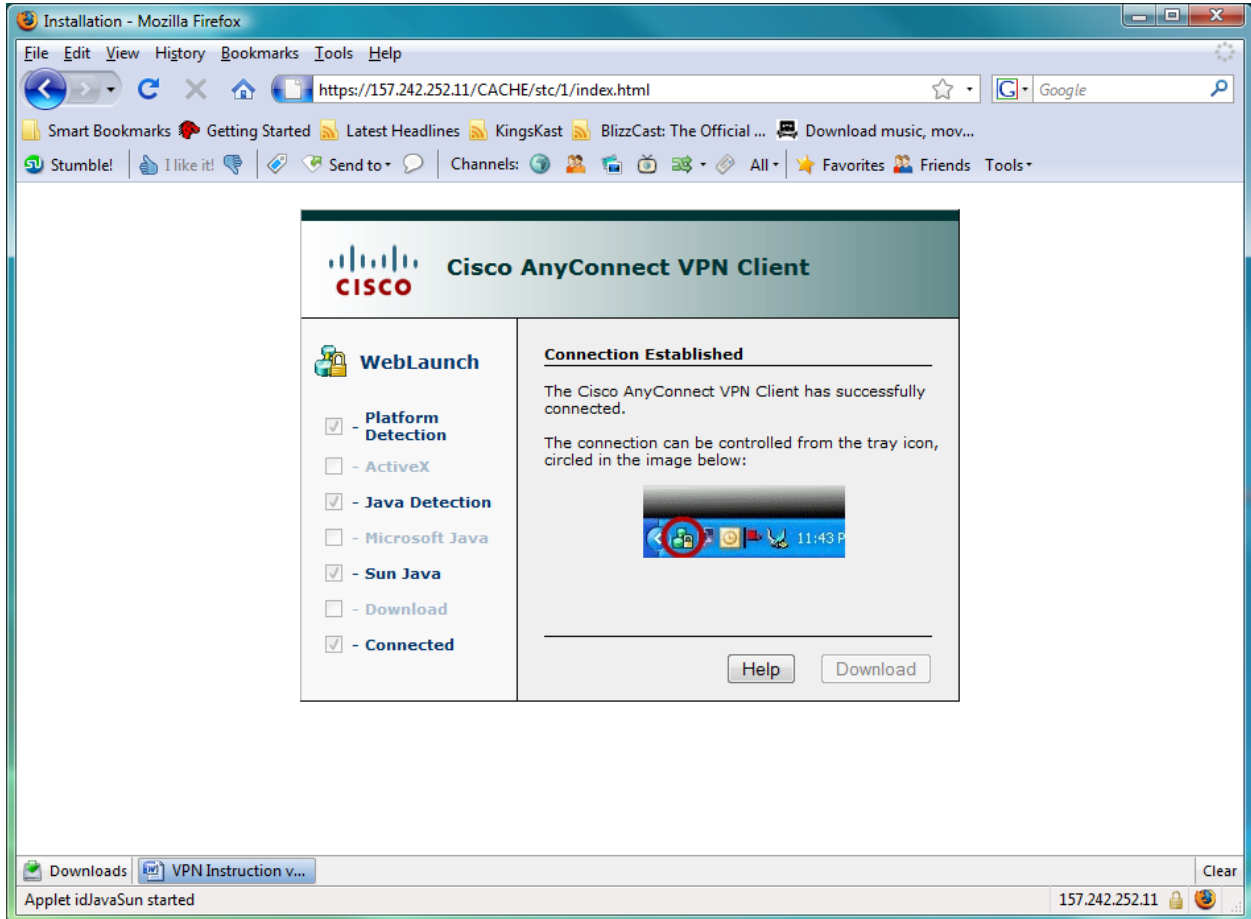 Installation - Mozilla Firefox
File Edit View History Bookmarks Tools Help
https://157.242.252.11/CACHE/stc/1/index.html
G Google
Smart Bookmarks Getting Started Latest Headlines KingsKast BlizzCast: The Official ... Download music, mov...
Stumble! I like it! Send to Channels: All Favorites Friends Tools
CISCO
Cisco AnyConnect VPN Client
WebLaunch
- Platform
Detection
- ActiveX
- Java Detection
- Microsoft Java
- Sun Java
- Download
- Connected
Connection Established
The Cisco AnyConnect VPN Client has successfully
connected.
The connection can be controlled from the tray icon,
circled in the image below:
11:43 P
Help Download
Downloads VPN Instruction v... Clear
Applet idJavaSun started 157.242.252.11